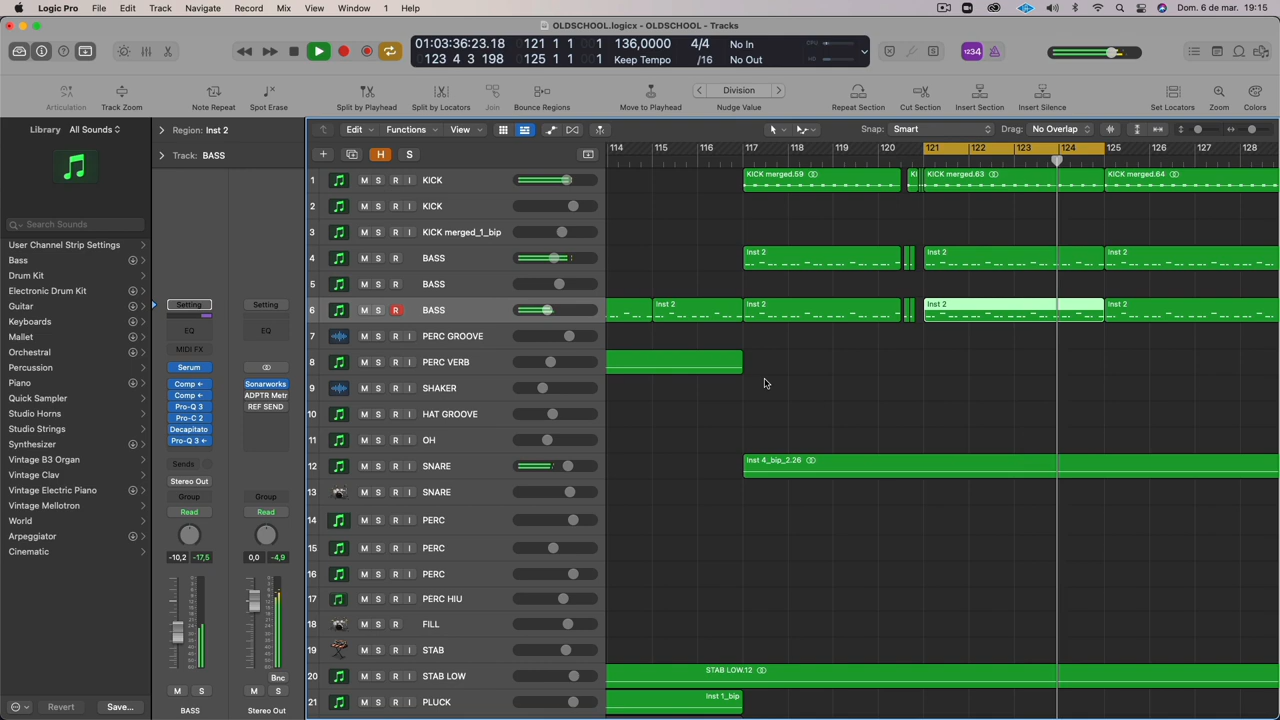 Logic Pro File Edit Track Navigate Record Mix View Window 1 Help Dom. 6 de mar. 19:15
OLDSCHOOL.logicx - OLDSCHOOL - Tracks
01:03:36:23.18 0121 1 1 001 136,0000 4/4 No In CPU
0123 4 3 198 0125 1 1 001 Keep Tempo /16 No Out
1234
Articulation Track Zoom Note Repeat Spot Erase Split by Playhead Split by Locators Join Bounce Regions Move to Playhead Division Nudge Value Repeat Section Cut Section Insert Section Insert Silence Set Locators Zoom Colors
Library All Sounds
Region: Inst 2
Track: BASS
Edit Functions View Snap: Smart Drag: No Overlap
H S
114 115 116 117 118 119 120 121 122 123 124 125 126 127 128
Search Sounds
User Channel Strip Settings
Bass
Drum Kit
Electronic Drum Kit
Guitar
Keyboards
Mallet
Orchestral
Percussion
Piano
Quick Sampler
Studio Horns
Studio Strings
Synthesizer
Vintage B3 Organ
Vintage Clav
Vintage Electric Piano
Vintage Mellotron
World
Arpeggiator
Cinematic
Revert Save...
Setting Setting
EQ EQ
MIDI FX
Serum
Comp Sonarworks
Comp ADPTR Metr
Pro-Q 3 REF SEND
Pro-C 2
Decapitato
Pro-Q 3
Sends
Stereo Out
Group Group
Read Read
-10,2 -17,5 0,0 -4,9
Bnc
M S M S
BASS Stereo Out
1 M S R I KICK KICK merged.59 KICK merged.63 KICK merged.64
2 M S R I KICK
3 M S R I KICK merged_1_bip
4 M S R BASS Inst 2 Inst 2 Inst 2
5 M S R I BASS
6 M S R I BASS Inst 2 Inst 2 Inst 2 Inst 2
7 M S R I PERC GROOVE
8 M S R I PERC VERB
9 M S R I SHAKER
10 M S R I HAT GROOVE
11 M S R I OH
12 M S R I SNARE Inst 4_bip_2.26
13 M S R I SNARE
14 M S R I PERC
15 M S R I PERC
16 M S R I PERC
17 M S R I PERC HIU
18 M S R FILL
19 M S R I STAB
20 M S R I STAB LOW STAB LOW.12
21 M S R I PLUCK Inst 1_bip